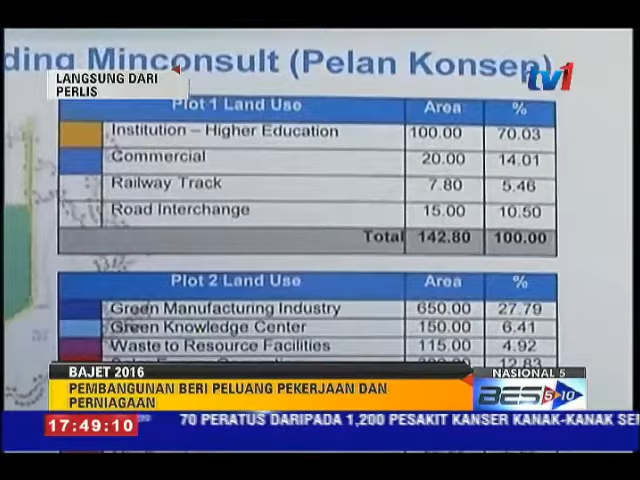 ding Minconsult (Pelan Konsep)
tv1
LANGSUNG DARI
PERLIS
Plot 1 Land Use Area %
Institution – Higher Education 100.00 70.03
Commercial 20.00 14.01
Railway Track 7.80 5.46
Road Interchange 15.00 10.50
Total 142.80 100.00
Plot 2 Land Use Area %
Green Manufacturing Industry 650.00 27.79
Green Knowledge Center 150.00 6.41
Waste to Resource Facilities 115.00 4.92
12.83
BAJET 2016
NASIONAL 5
PEMBANGUNAN BERI PELUANG PEKERJAAN DAN
PERNIAGAAN
BES 5 10
17:49:10 70 PERATUS DARIPADA 1,200 PESAKIT KANSER KANAK-KANAK SE